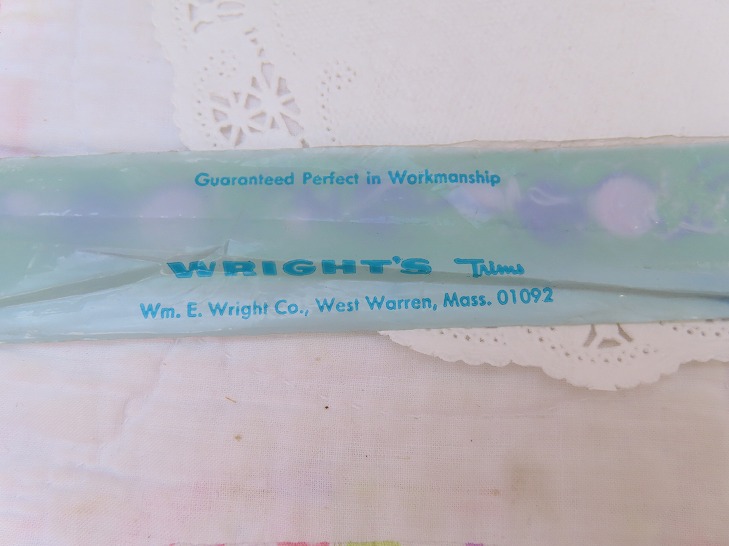 Guaranteed Perfect in Workmanship
WRIGHT'S Trims
Wm. E. Wright Co., West Warren, Mass. 01092